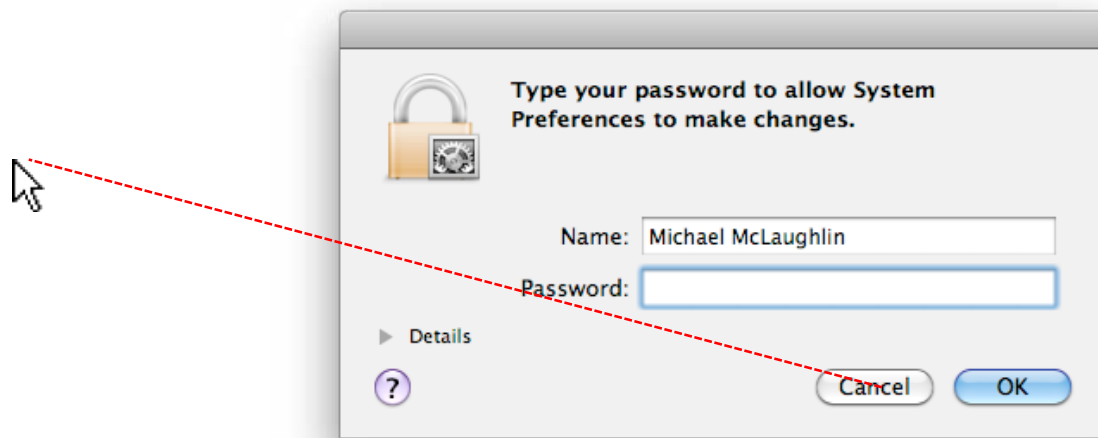 Type your password to allow System
Preferences to make changes.
Name: Michael McLaughlin
Password:
Details
?
Cancel OK